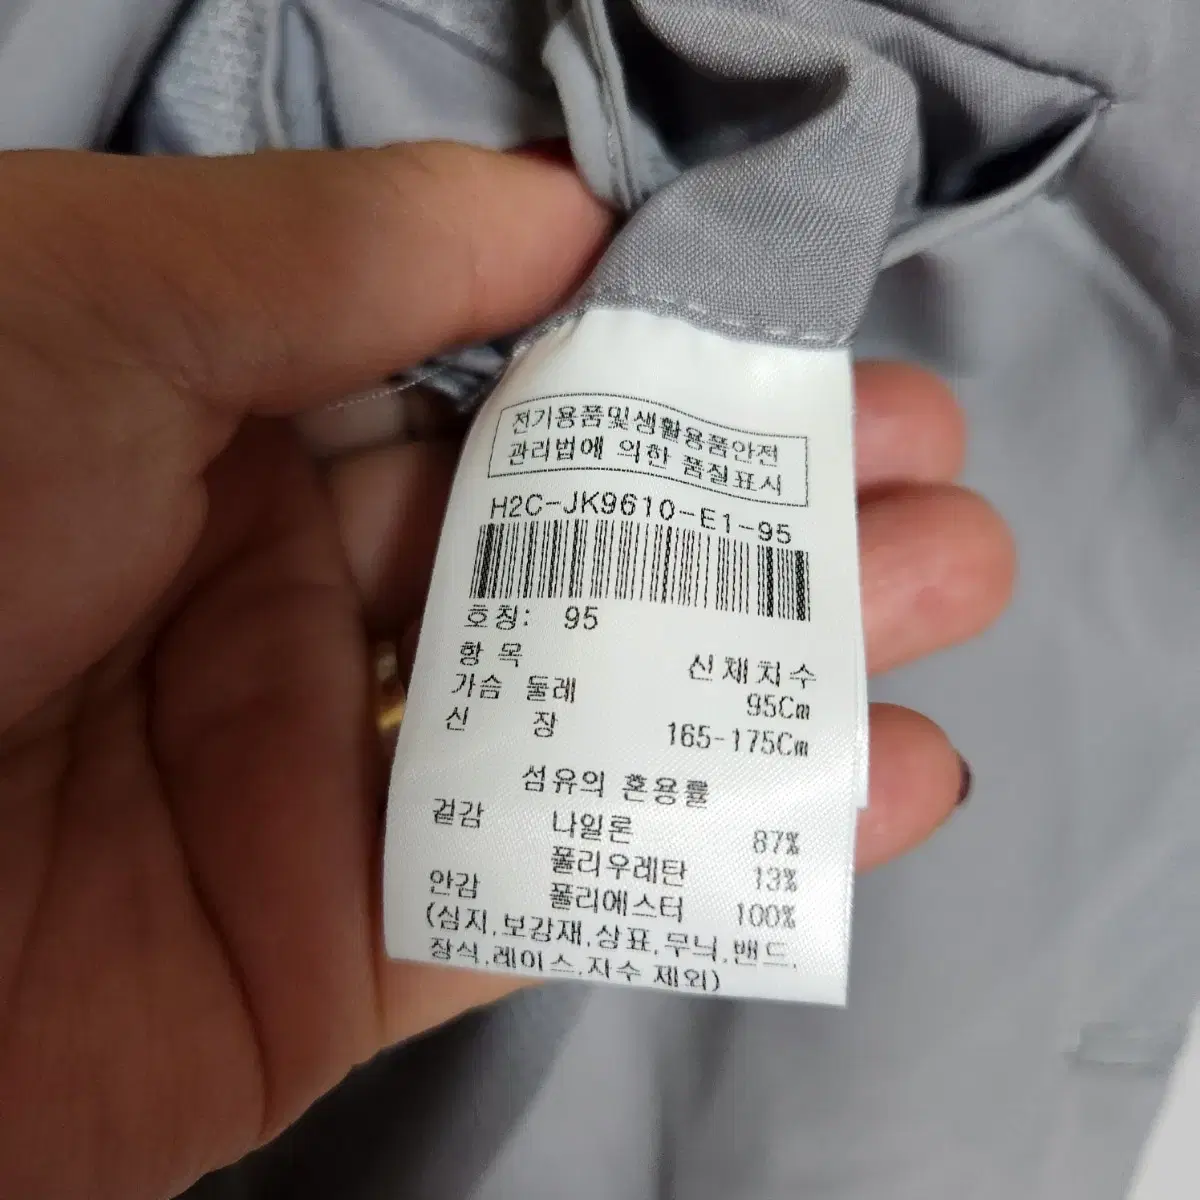 전기용품및생활용품안전
관리법에 의한 품질표시
H2C-JK9610-E1-95
호칭: 95
항 목 신체치수
가슴 둘레 95Cm
신 장 165-175Cm
섬유의 혼용률
겉감 나일론 87%
폴리우레탄 13%
안감 폴리에스터 100%
(심지,보강재,상표,무늬,밴드,
장식,레이스,자수 제외)